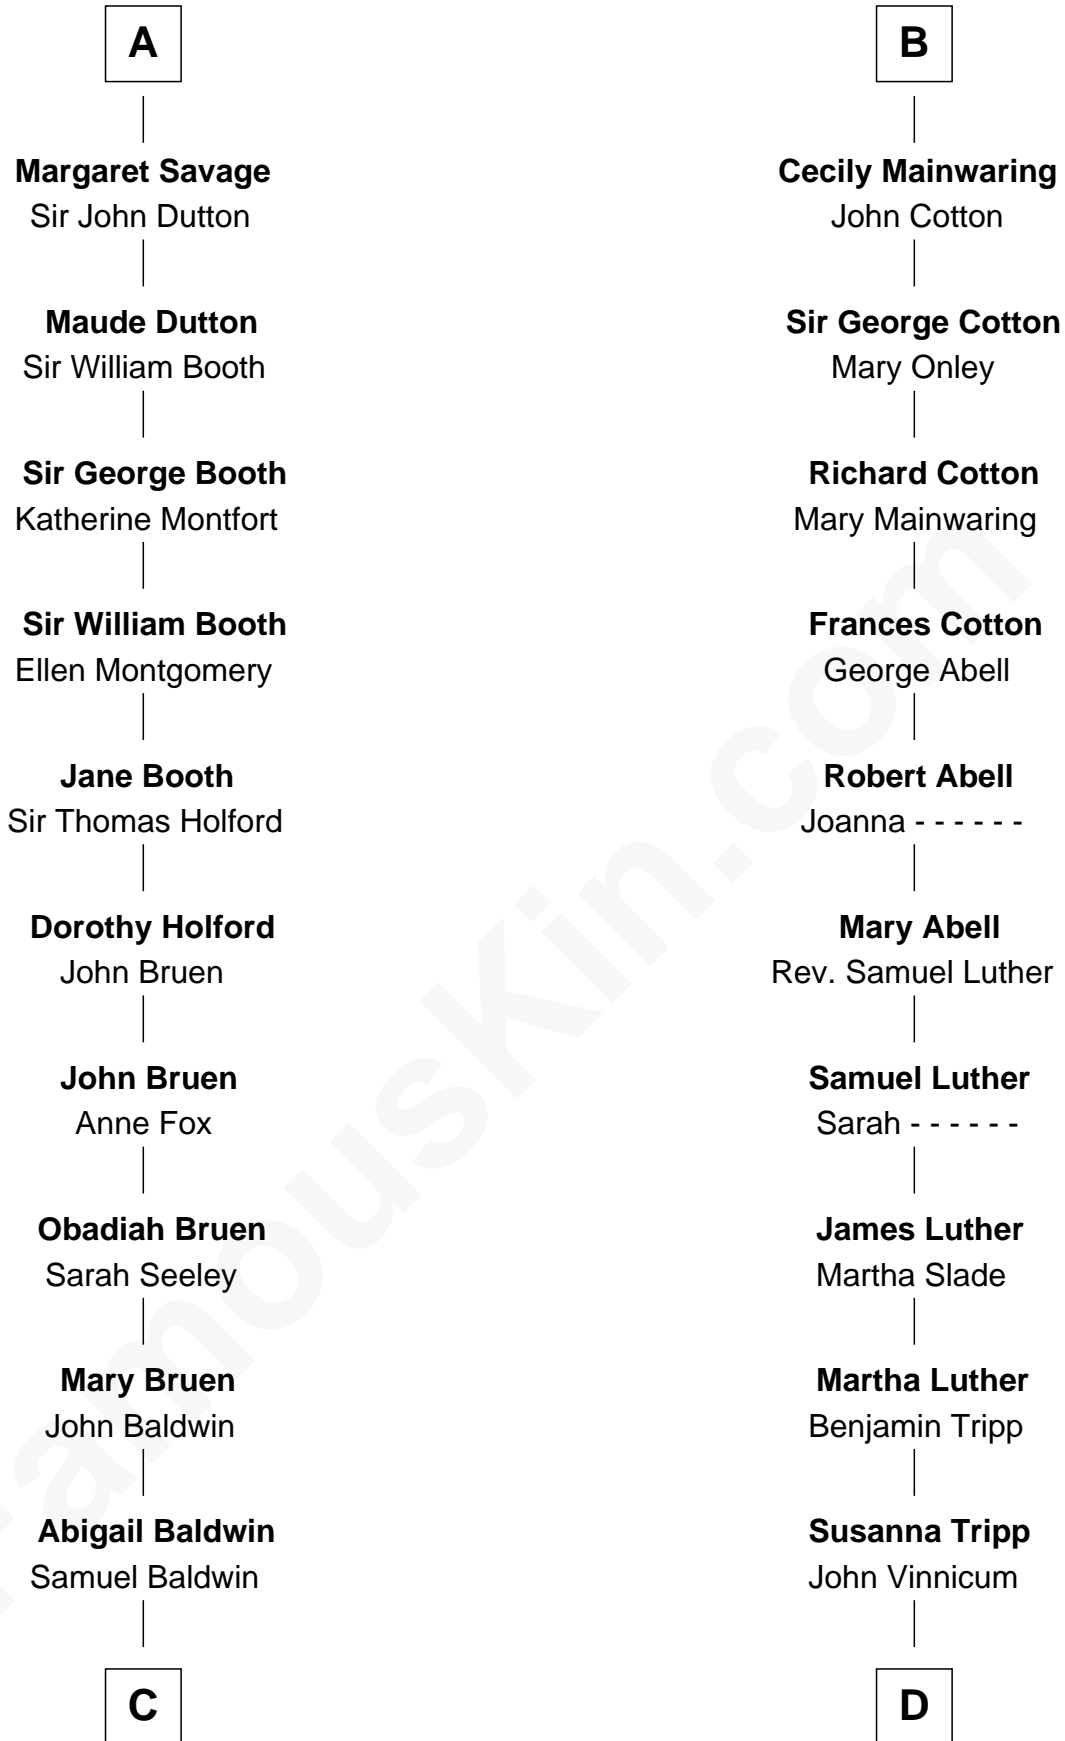 A
Margaret Savage
Sir John Dutton
Maude Dutton
Sir William Booth
Sir George Booth
Katherine Montfort
Sir William Booth
Ellen Montgomery
Jane Booth
Sir Thomas Holford
Dorothy Holford
John Bruen
John Bruen
Anne Fox
Obadiah Bruen
Sarah Seeley
Mary Bruen
John Baldwin
Abigail Baldwin
Samuel Baldwin
C
B
Cecily Mainwaring
John Cotton
Sir George Cotton
Mary Onley
Richard Cotton
Mary Mainwaring
Frances Cotton
George Abell
Robert Abell
Joanna - - - - - -
Mary Abell
Rev. Samuel Luther
Samuel Luther
Sarah - - - - - -
James Luther
Martha Slade
Martha Luther
Benjamin Tripp
Susanna Tripp
John Vinnicum
D
FamousKin.com